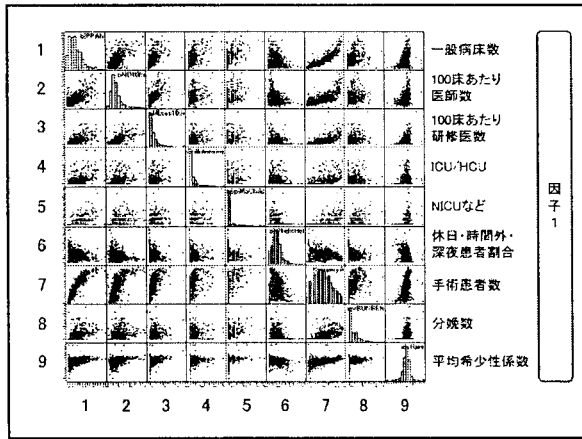 1
一般病床数
2
100床あたり
医師数
3
100床あたり
研修医数
4
ICU/HCU
5
NICUなど
6
休日・時間外・
深夜患者割合
7
手術患者数
8
分娩数
9
平均希少性係数
1 2 3 4 5 6 7 8 9
因子1